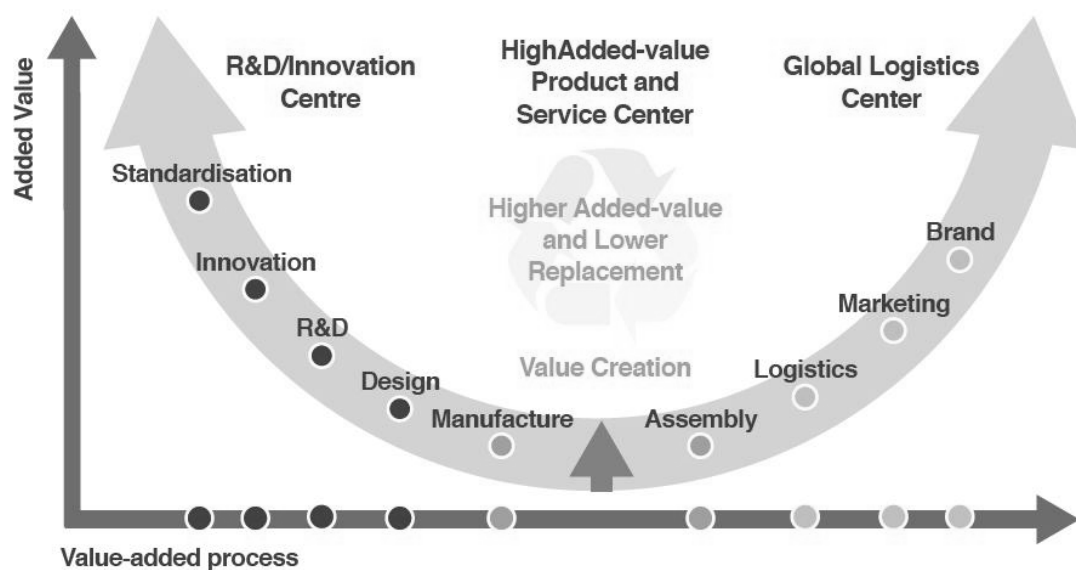 Added Value
R&D/Innovation
Centre
HighAdded-value
Product and
Service Center
Global Logistics
Center
Standardisation
Innovation
R&D
Design
Manufacture
Higher Added-value
and Lower
Replacement
Value Creation
Assembly
Logistics
Marketing
Brand
Value-added process